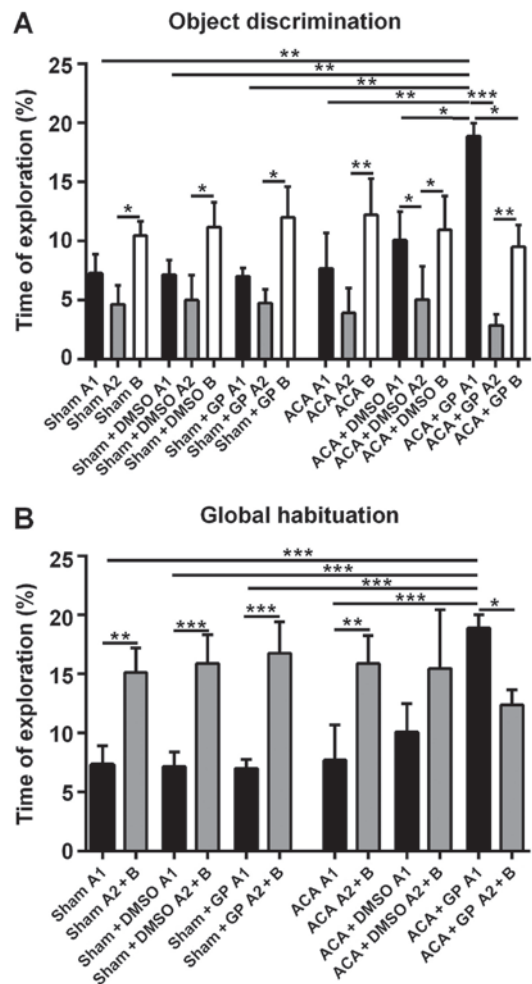 A
Object discrimination
Time of exploration (%)
25
20
15
10
5
0
**
**
**
** ***
* *
* * * ** * * **
Sham A1
Sham A2
Sham B
Sham + DMSO A1
Sham + DMSO A2
Sham + DMSO B
Sham + GP A1
Sham + GP A2
Sham + GP B
ACA A1
ACA A2
ACA B
ACA + DMSO A1
ACA + DMSO A2
ACA + DMSO B
ACA + GP A1
ACA + GP A2
ACA + GP B
B
Global habituation
Time of exploration (%)
25
20
15
10
5
0
***
***
***
*** *
** *** *** **
Sham A1
Sham A2 + B
Sham + DMSO A1
Sham + DMSO A2 + B
Sham + GP A1
Sham + GP A2 + B
ACA A1
ACA A2 + B
ACA + DMSO A1
ACA + DMSO A2 + B
ACA + GP A1
ACA + GP A2 + B